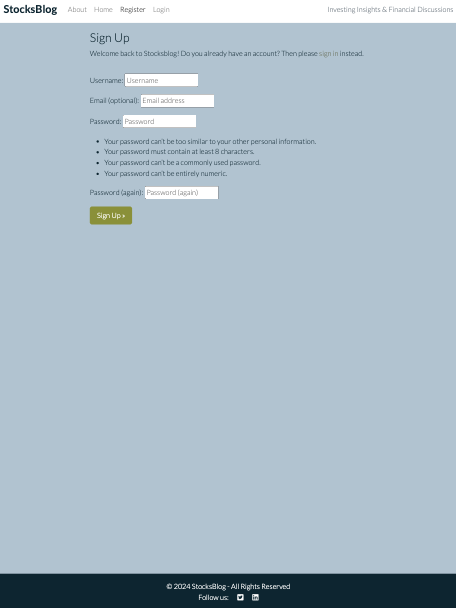 StocksBlog About Home Register Login Investing Insights & Financial Discussions
Sign Up
Welcome back to Stocksblog! Do you already have an account? Then please sign in instead.
Username: Username
Email (optional): Email address
Password: Password
• Your password can't be too similar to your other personal information.
• Your password must contain at least 8 characters.
• Your password can't be a commonly used password.
• Your password can't be entirely numeric.
Password (again): Password (again)
Sign Up »
© 2024 StocksBlog - All Rights Reserved
Follow us: